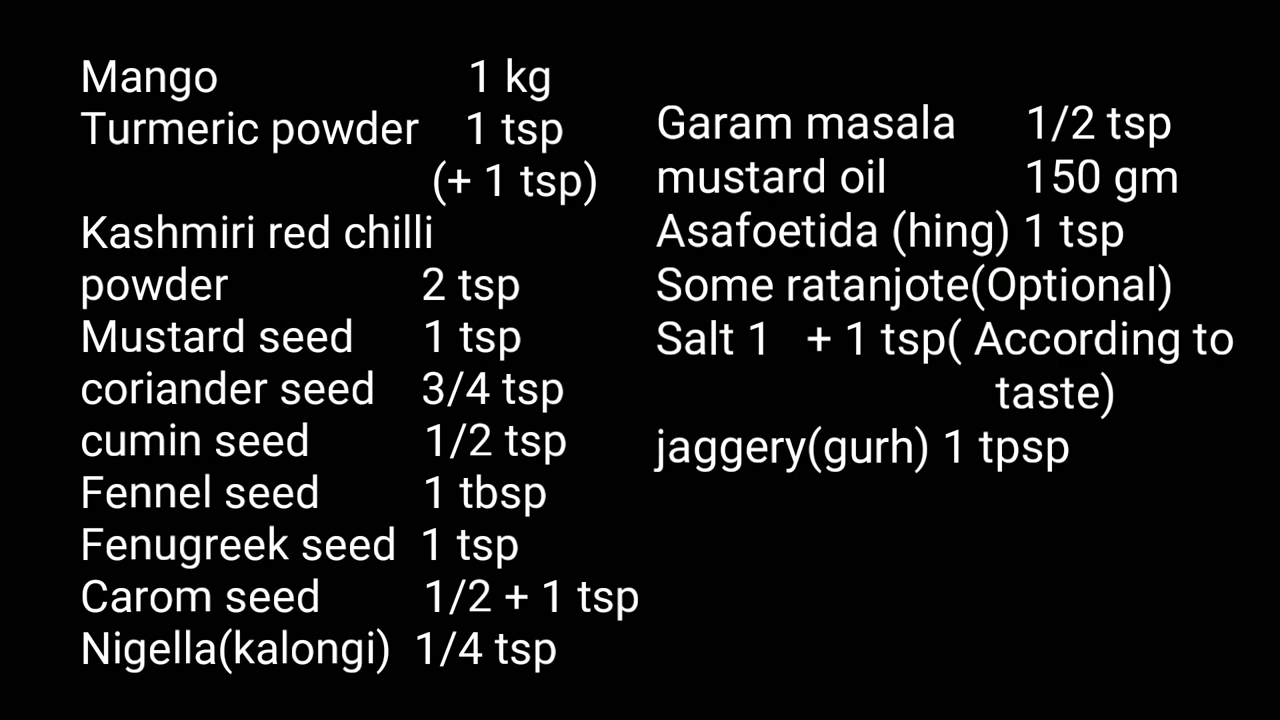 Mango 1 kg
Turmeric powder 1 tsp
(+ 1 tsp)
Kashmiri red chilli
powder 2 tsp
Mustard seed 1 tsp
coriander seed 3/4 tsp
cumin seed 1/2 tsp
Fennel seed 1 tbsp
Fenugreek seed 1 tsp
Carom seed 1/2 + 1 tsp
Nigella(kalongi) 1/4 tsp
Garam masala 1/2 tsp
mustard oil 150 gm
Asafoetida (hing) 1 tsp
Some ratanjote(Optional)
Salt 1 + 1 tsp( According to
taste)
jaggery(gurh) 1 tpsp